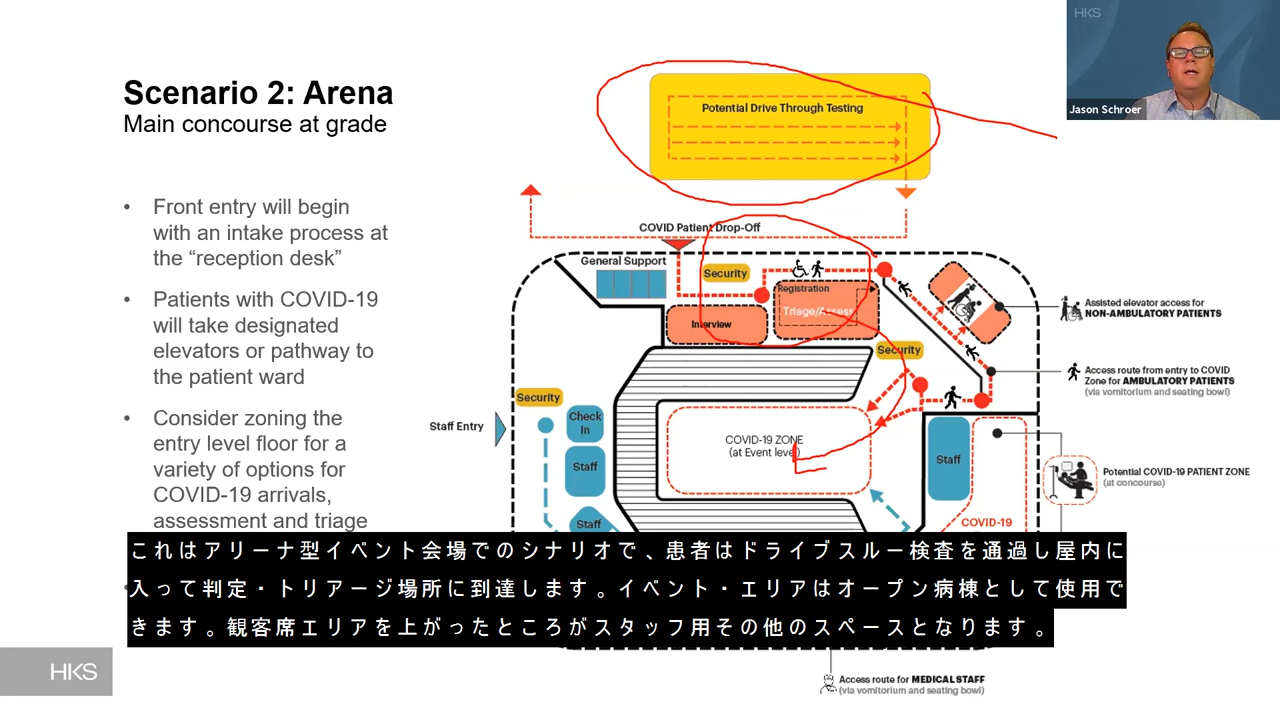 HKS
Jason Schroer
Scenario 2: Arena
Main concourse at grade
• Front entry will begin
with an intake process at
the “reception desk”
• Patients with COVID-19
will take designated
elevators or pathway to
the patient ward
• Consider zoning the
entry level floor for a
variety of options for
COVID-19 arrivals,
assessment and triage
Potential Drive Through Testing
COVID Patient Drop-Off
General Support
Security
Registration
Triage/Assess
Interview
Security
Assisted elevator access for
NON-AMBULATORY PATIENTS
Access route from entry to COVID
Zone for AMBULATORY PATIENTS
(via vomitorium and seating bowl)
Security
Staff Entry
Check
In
Staff
Staff
COVID-19 ZONE
(at Event level)
Staff
Potential COVID-19 PATIENT ZONE
(at concourse)
COVID-19
これはアリーナ型イベント会場でのシナリオで、患者はドライブスルー検査を通過し屋内に
入って判定・トリアージ場所に到達します。イベント・エリアはオープン病棟として使用で
きます。観客席エリアを上がったところがスタッフ用その他のスペースとなります。
HKS
Access route for MEDICAL STAFF
(via vomitorium and seating bowl)